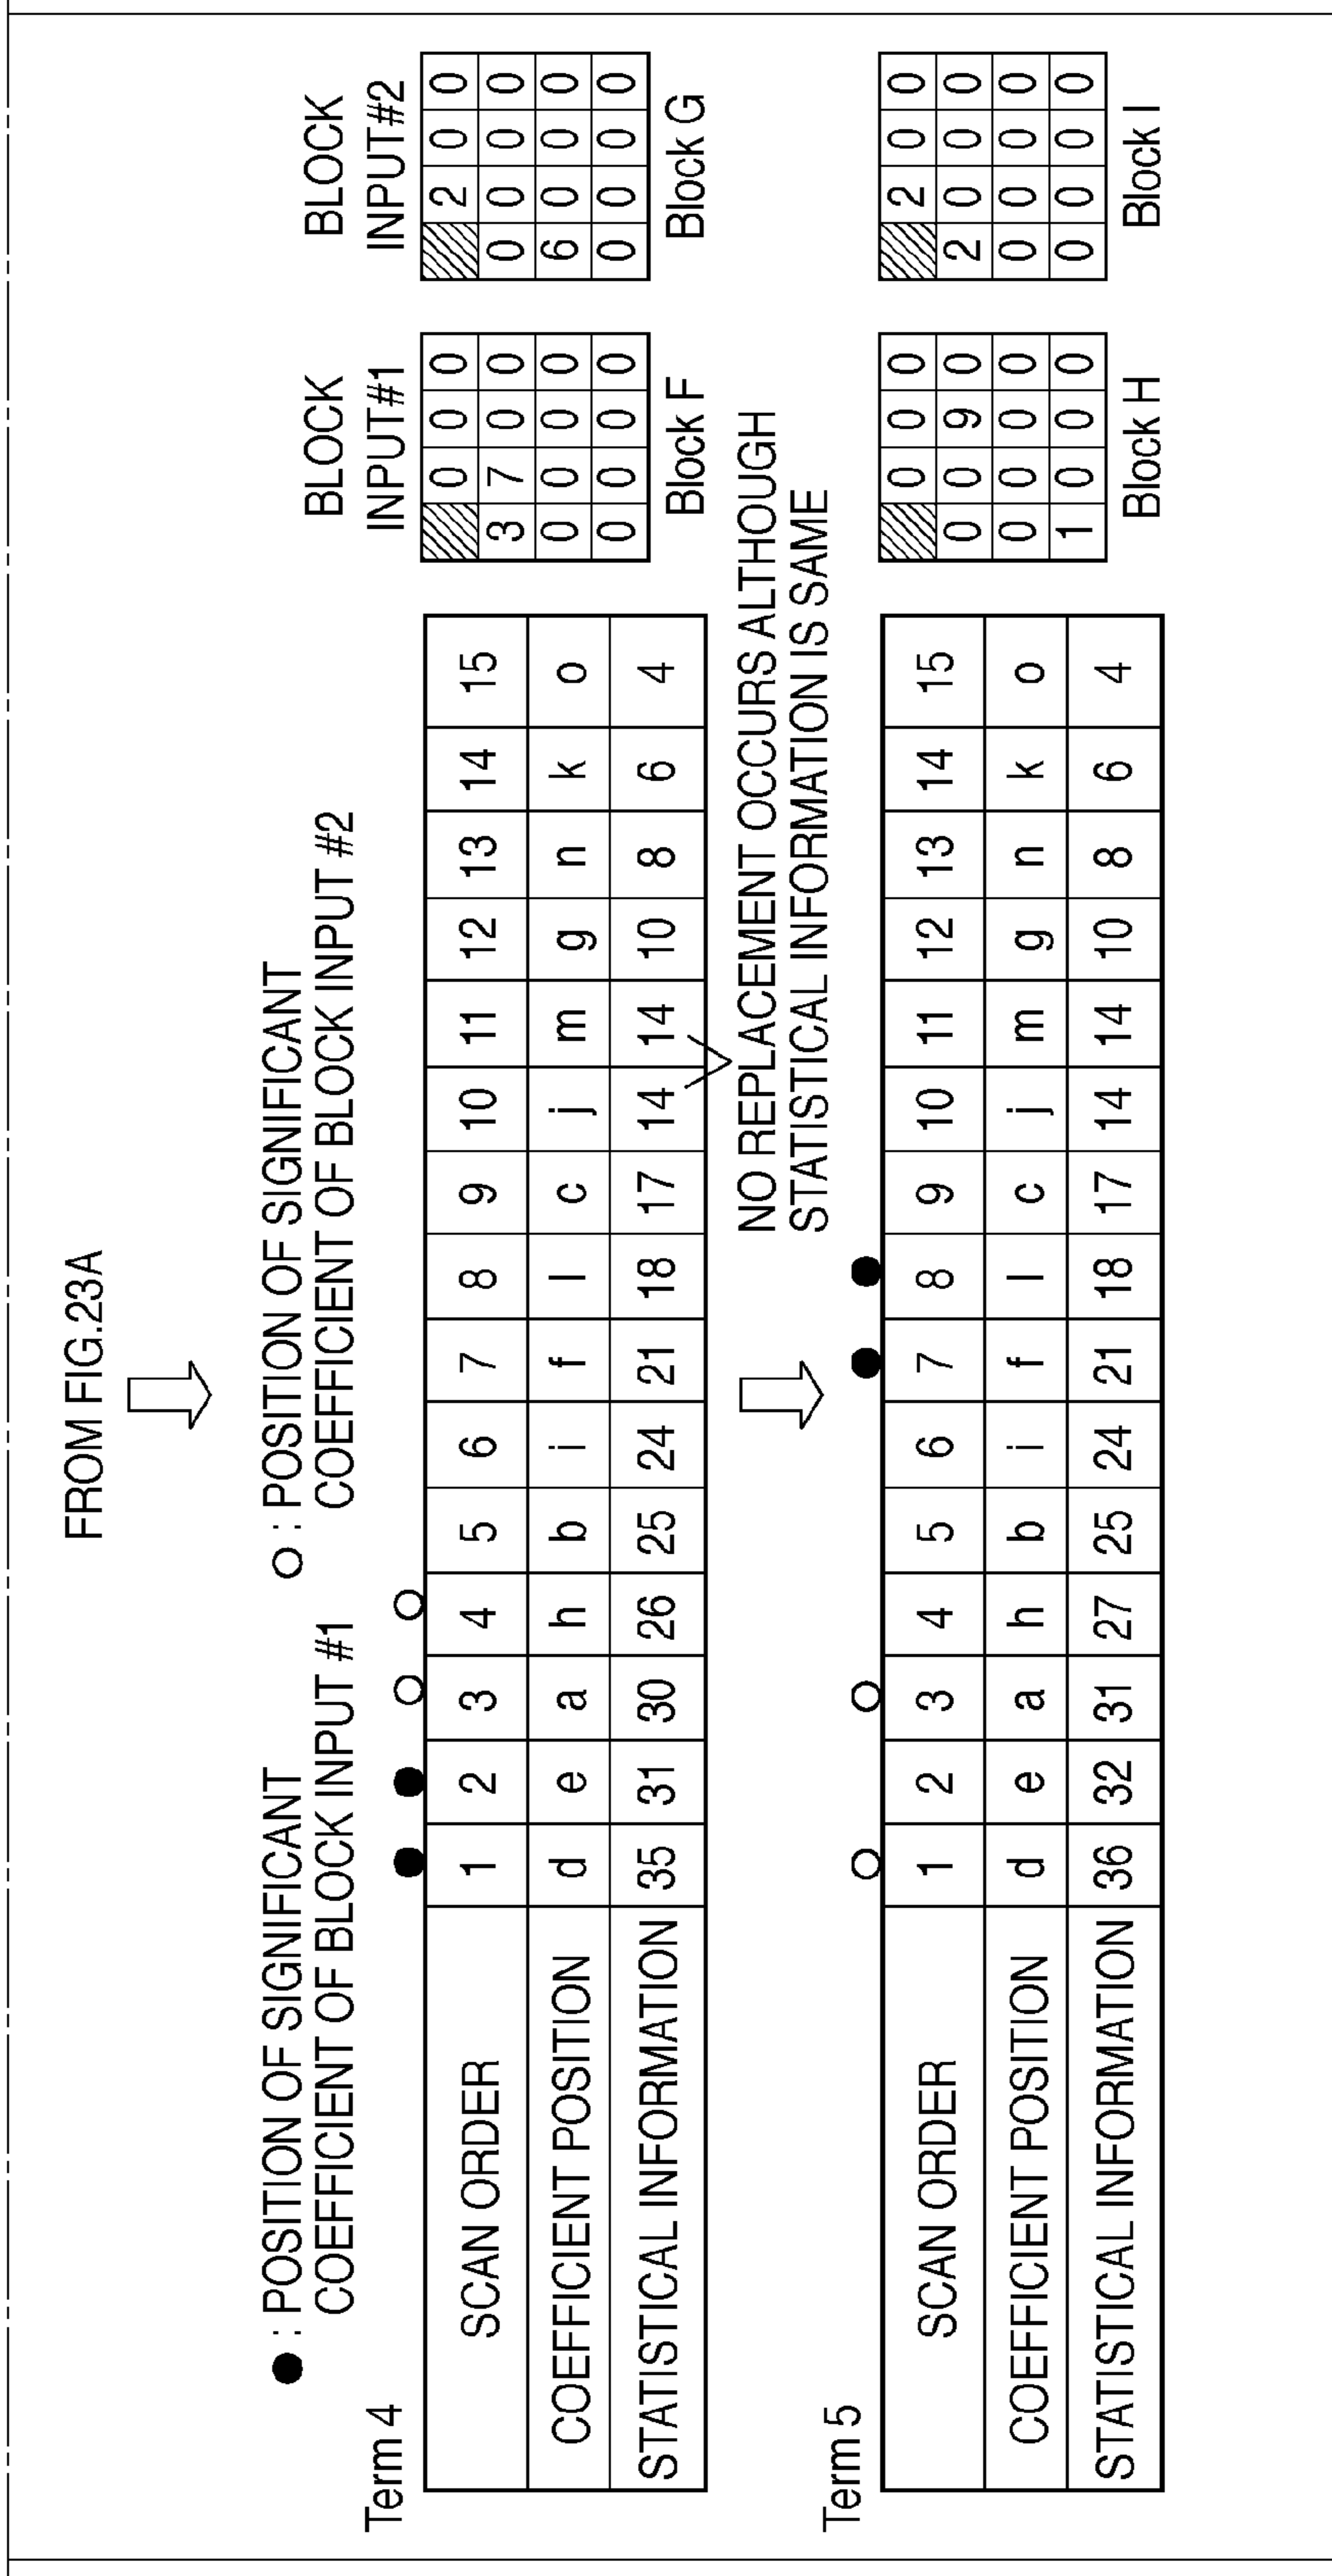 FROM FIG.23A
● : POSITION OF SIGNIFICANT
COEFFICIENT OF BLOCK INPUT #1
○ : POSITION OF SIGNIFICANT
COEFFICIENT OF BLOCK INPUT #2
BLOCK
INPUT#1
BLOCK
INPUT#2
Term 4
SCAN ORDER 1 2 3 4 5 6 7 8 9 10 11 12 13 14 15
COEFFICIENT POSITION d e a h b i f l c j m g n k o
STATISTICAL INFORMATION 35 31 30 26 25 24 21 18 17 14 14 10 8 6 4
0 0 0
3 7 0 0
0 0 0 0
0 0 0 0
Block F
2 0 0
0 0 0 0
6 0 0 0
0 0 0 0
Block G
NO REPLACEMENT OCCURS ALTHOUGH
STATISTICAL INFORMATION IS SAME
Term 5
SCAN ORDER 1 2 3 4 5 6 7 8 9 10 11 12 13 14 15
COEFFICIENT POSITION d e a h b i f l c j m g n k o
STATISTICAL INFORMATION 36 32 31 27 25 24 21 18 17 14 14 10 8 6 4
0 0 0
0 0 9 0
0 0 0 0
1 0 0 0
Block H
2 0 0
2 0 0 0
0 0 0 0
0 0 0 0
Block I